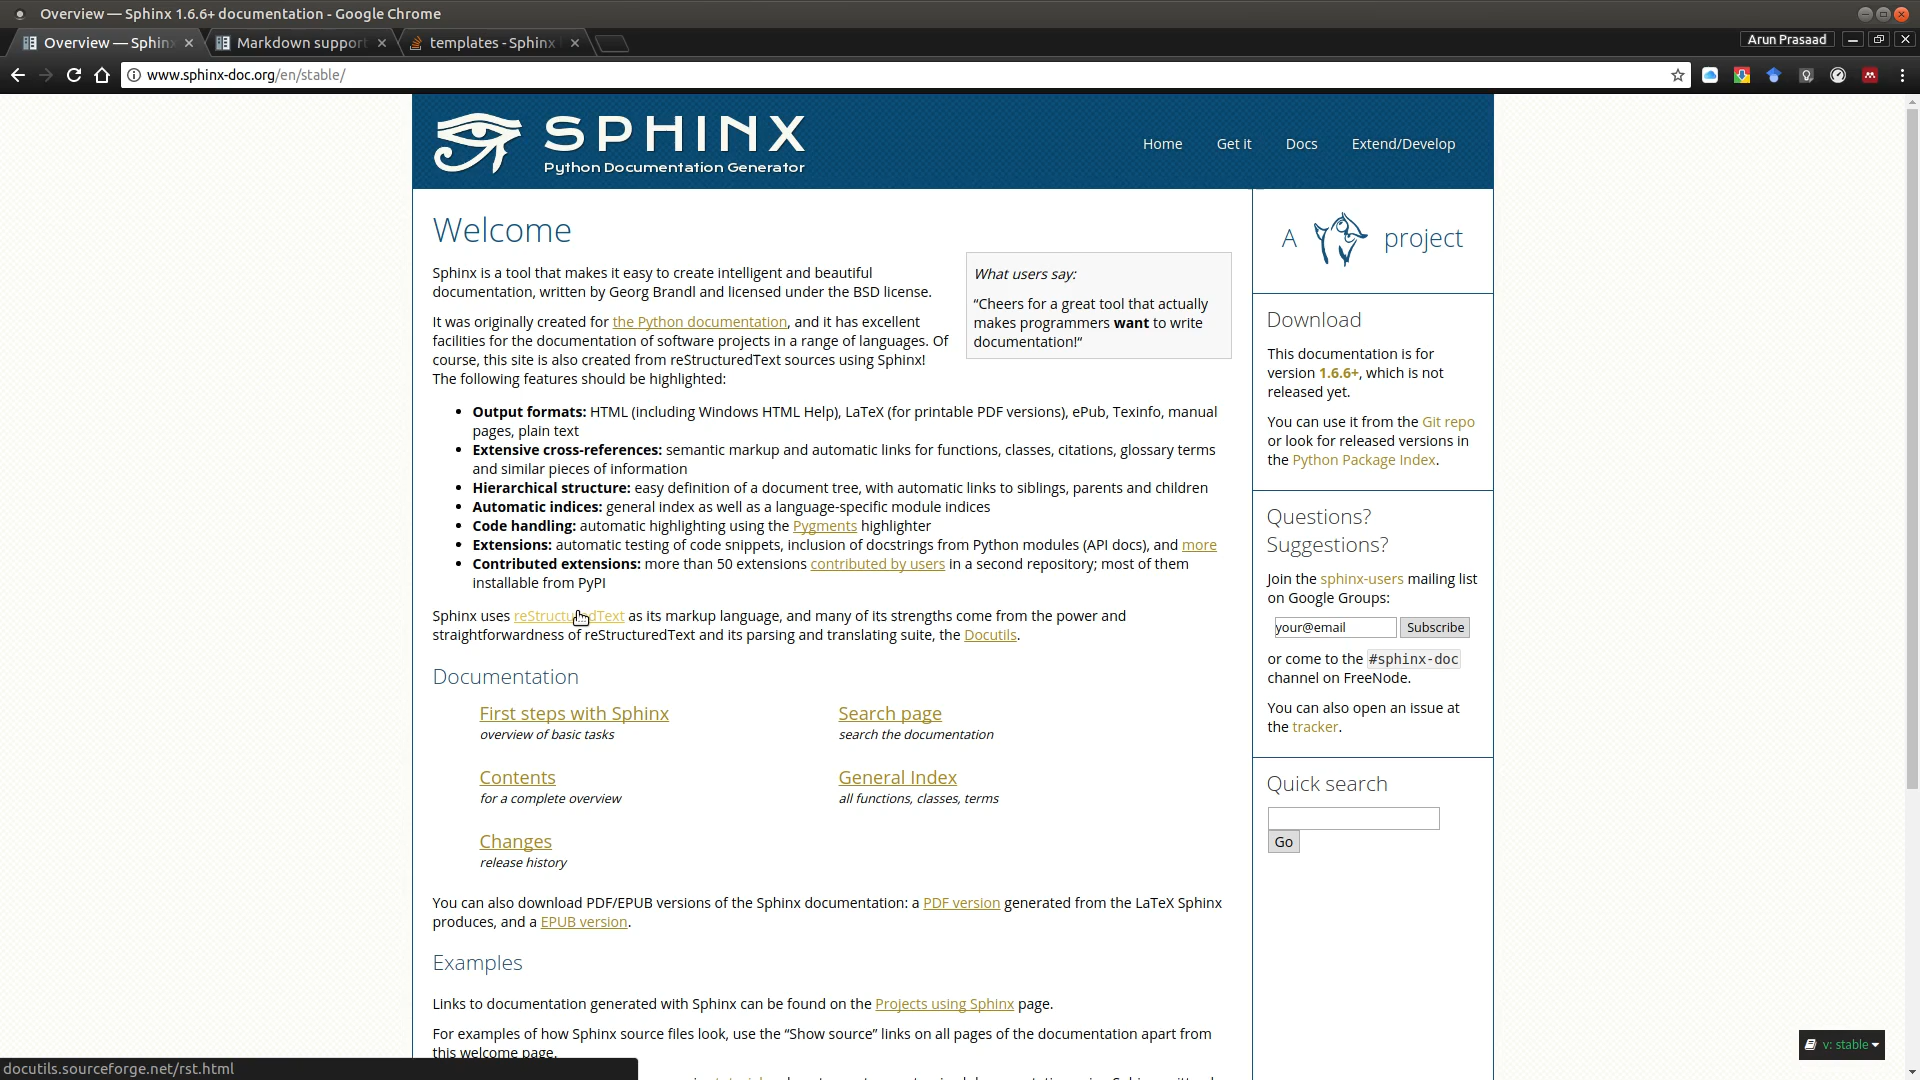 Overview — Sphinx 1.6.6+ documentation - Google Chrome
Overview — Sphinx
Markdown support
templates - Sphinx
Arun Prasaad
www.sphinx-doc.org/en/stable/
SPHINX
Python Documentation Generator
Home
Get it
Docs
Extend/Develop
Welcome
Sphinx is a tool that makes it easy to create intelligent and beautiful
documentation, written by Georg Brandl and licensed under the BSD license.
It was originally created for the Python documentation, and it has excellent
facilities for the documentation of software projects in a range of languages. Of
course, this site is also created from reStructuredText sources using Sphinx!
The following features should be highlighted:
What users say:
“Cheers for a great tool that actually
makes programmers want to write
documentation!“
• Output formats: HTML (including Windows HTML Help), LaTeX (for printable PDF versions), ePub, Texinfo, manual
pages, plain text
• Extensive cross-references: semantic markup and automatic links for functions, classes, citations, glossary terms
and similar pieces of information
• Hierarchical structure: easy definition of a document tree, with automatic links to siblings, parents and children
• Automatic indices: general index as well as a language-specific module indices
• Code handling: automatic highlighting using the Pygments highlighter
• Extensions: automatic testing of code snippets, inclusion of docstrings from Python modules (API docs), and more
• Contributed extensions: more than 50 extensions contributed by users in a second repository; most of them
installable from PyPI
Sphinx uses reStructuredText as its markup language, and many of its strengths come from the power and
straightforwardness of reStructuredText and its parsing and translating suite, the Docutils.
Documentation
First steps with Sphinx
overview of basic tasks
Search page
search the documentation
Contents
for a complete overview
General Index
all functions, classes, terms
Changes
release history
You can also download PDF/EPUB versions of the Sphinx documentation: a PDF version generated from the LaTeX Sphinx
produces, and a EPUB version.
Examples
Links to documentation generated with Sphinx can be found on the Projects using Sphinx page.
For examples of how Sphinx source files look, use the “Show source” links on all pages of the documentation apart from
this welcome page.
A project
Download
This documentation is for
version 1.6.6+, which is not
released yet.
You can use it from the Git repo
or look for released versions in
the Python Package Index.
Questions?
Suggestions?
Join the sphinx-users mailing list
on Google Groups:
your@email
Subscribe
or come to the #sphinx-doc
channel on FreeNode.
You can also open an issue at
the tracker.
Quick search
Go
v: stable
docutils.sourceforge.net/rst.html